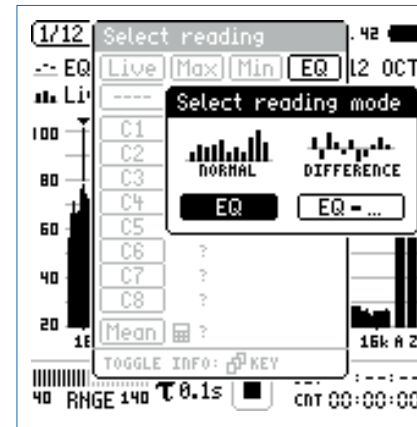 1/12 Select reading . 42
EQ Live Max Min EQ L2 OCT
Li ----
Select reading mode
NORMAL DIFFERENCE
EQ EQ - ...
100 C1
C2
80 C3
C4
60 C5
C6 ?
40 C7 ?
C8 ?
20 Mean ?
16k A Z
TOGGLE INFO: KEY
40 RNGE 140 τ 0.1s CNT 00:00:00